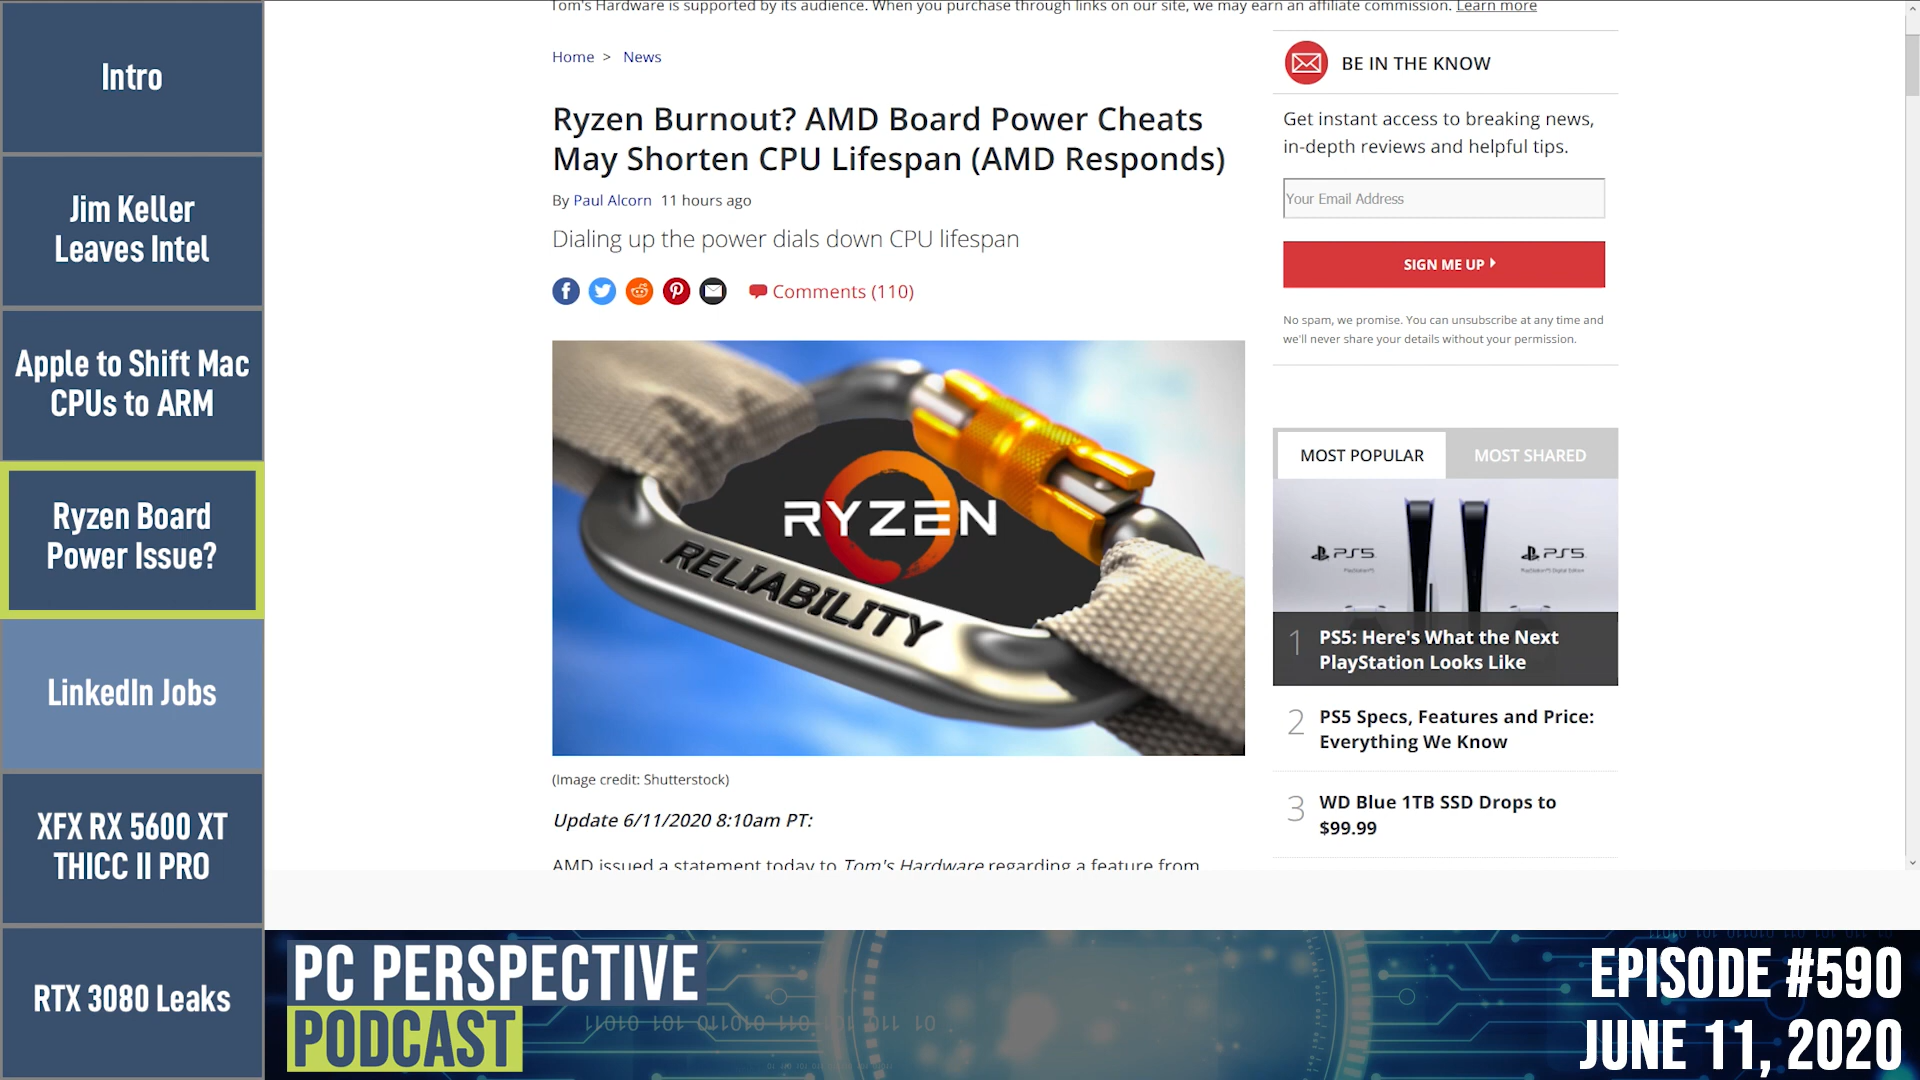 Intro
Jim Keller
Leaves Intel
Apple to Shift Mac
CPUs to ARM
Ryzen Board
Power Issue?
LinkedIn Jobs
XFX RX 5600 XT
THICC II PRO
RTX 3080 Leaks
Tom's Hardware is supported by its audience. When you purchase through links on our site, we may earn an affiliate commission. Learn more
Home > News
Ryzen Burnout? AMD Board Power Cheats
May Shorten CPU Lifespan (AMD Responds)
By Paul Alcorn 11 hours ago
Dialing up the power dials down CPU lifespan
Comments (110)
RYZEN
RELIABILITY
(Image credit: Shutterstock)
Update 6/11/2020 8:10am PT:
AMD issued a statement today to Tom's Hardware regarding a feature from
BE IN THE KNOW
Get instant access to breaking news,
in-depth reviews and helpful tips.
Your Email Address
SIGN ME UP
No spam, we promise. You can unsubscribe at any time and
we'll never share your details without your permission.
MOST POPULAR MOST SHARED
PS5 PS5
1 PS5: Here's What the Next
PlayStation Looks Like
2 PS5 Specs, Features and Price:
Everything We Know
3 WD Blue 1TB SSD Drops to
$99.99
PC PERSPECTIVE
PODCAST
EPISODE #590
JUNE 11, 2020